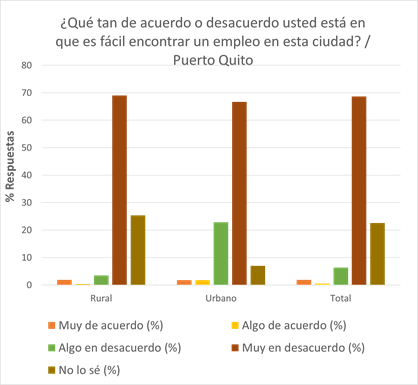 ¿Qué tan de acuerdo o desacuerdo usted está en
que es fácil encontrar un empleo en esta ciudad? /
Puerto Quito
% Respuestas
80
70
60
50
40
30
20
10
0
Rural
Urbano
Total
Muy de acuerdo (%)
Algo de acuerdo (%)
Algo en desacuerdo (%)
Muy en desacuerdo (%)
No lo sé (%)